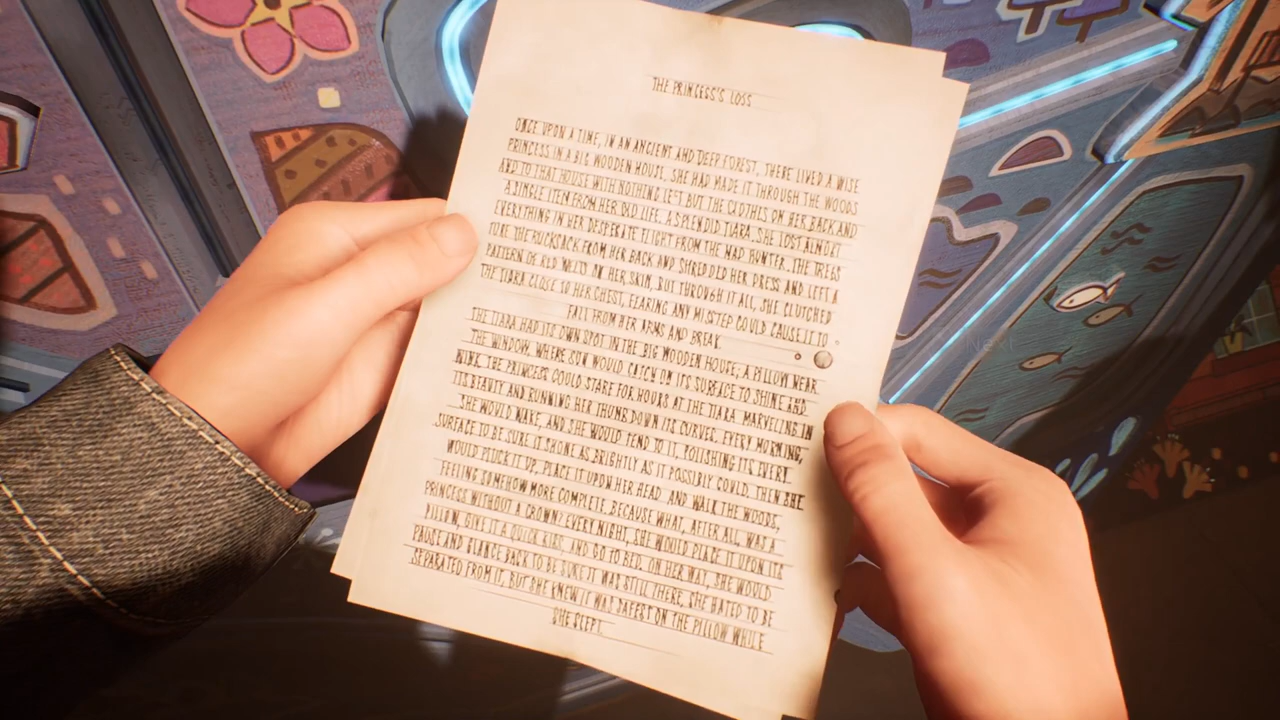 THE PRINCESS'S LOSS
ONCE UPON A TIME, IN AN ANCIENT AND DEEP FOREST, THERE LIVED A WISE
PRINCESS IN A BIG WOODEN HOUSE. SHE HAD MADE IT THROUGH THE WOODS
AND TO THAT HOUSE WITH NOTHING LEFT BUT THE CLOTHES ON HER BACK AND
A SINGLE ITEM FROM HER OLD LIFE. A SPLENDID TIARA. SHE LOST ALMOST
EVERYTHING IN HER DESPERATE FLIGHT FROM THE MAD HUNTER. THE TREES
TORE THE RUCKSACK FROM HER BACK AND SHREDDED HER DRESS AND LEFT A
PATTERN OF RED WELTS ON HER SKIN, BUT THROUGH IT ALL, SHE CLUTCHED
THE TIARA CLOSE TO HER CHEST, FEARING ANY MISSTEP COULD CAUSE IT TO
FALL FROM HER ARMS AND BREAK.
THE TIARA HAD ITS OWN SPOT IN THE BIG WOODEN HOUSE; A PILLOW NEAR
THE WINDOW, WHERE SUN WOULD CATCH ON ITS SURFACE TO SHINE AND
WINK. THE PRINCESS COULD STARE FOR HOURS AT THE TIARA, MARVELING IN
ITS BEAUTY AND RUNNING HER THUMB DOWN ITS CURVES. EVERY MORNING,
SHE WOULD WAKE, AND SHE WOULD TEND TO IT, POLISHING ITS EVERY
SURFACE TO BE SURE IT SHONE AS BRIGHTLY AS IT POSSIBLY COULD. THEN SHE
WOULD PLUCK IT UP, PLACE IT UPON HER HEAD, AND WALK THE WOODS,
FEELING SOMEHOW MORE COMPLETE. BECAUSE WHAT, AFTER ALL, WAS A
PRINCESS WITHOUT A CROWN? EVERY NIGHT, SHE WOULD PLACE IT UPON ITS
PILLOW, GIVE IT A QUICK KISS, AND GO TO BED. ON HER WAY, SHE WOULD
PAUSE AND GLANCE BACK TO BE SURE IT WAS STILL THERE. SHE HATED TO BE
SEPARATED FROM IT, BUT SHE KNEW IT WAS SAFEST ON THE PILLOW WHILE
SHE SLEPT.